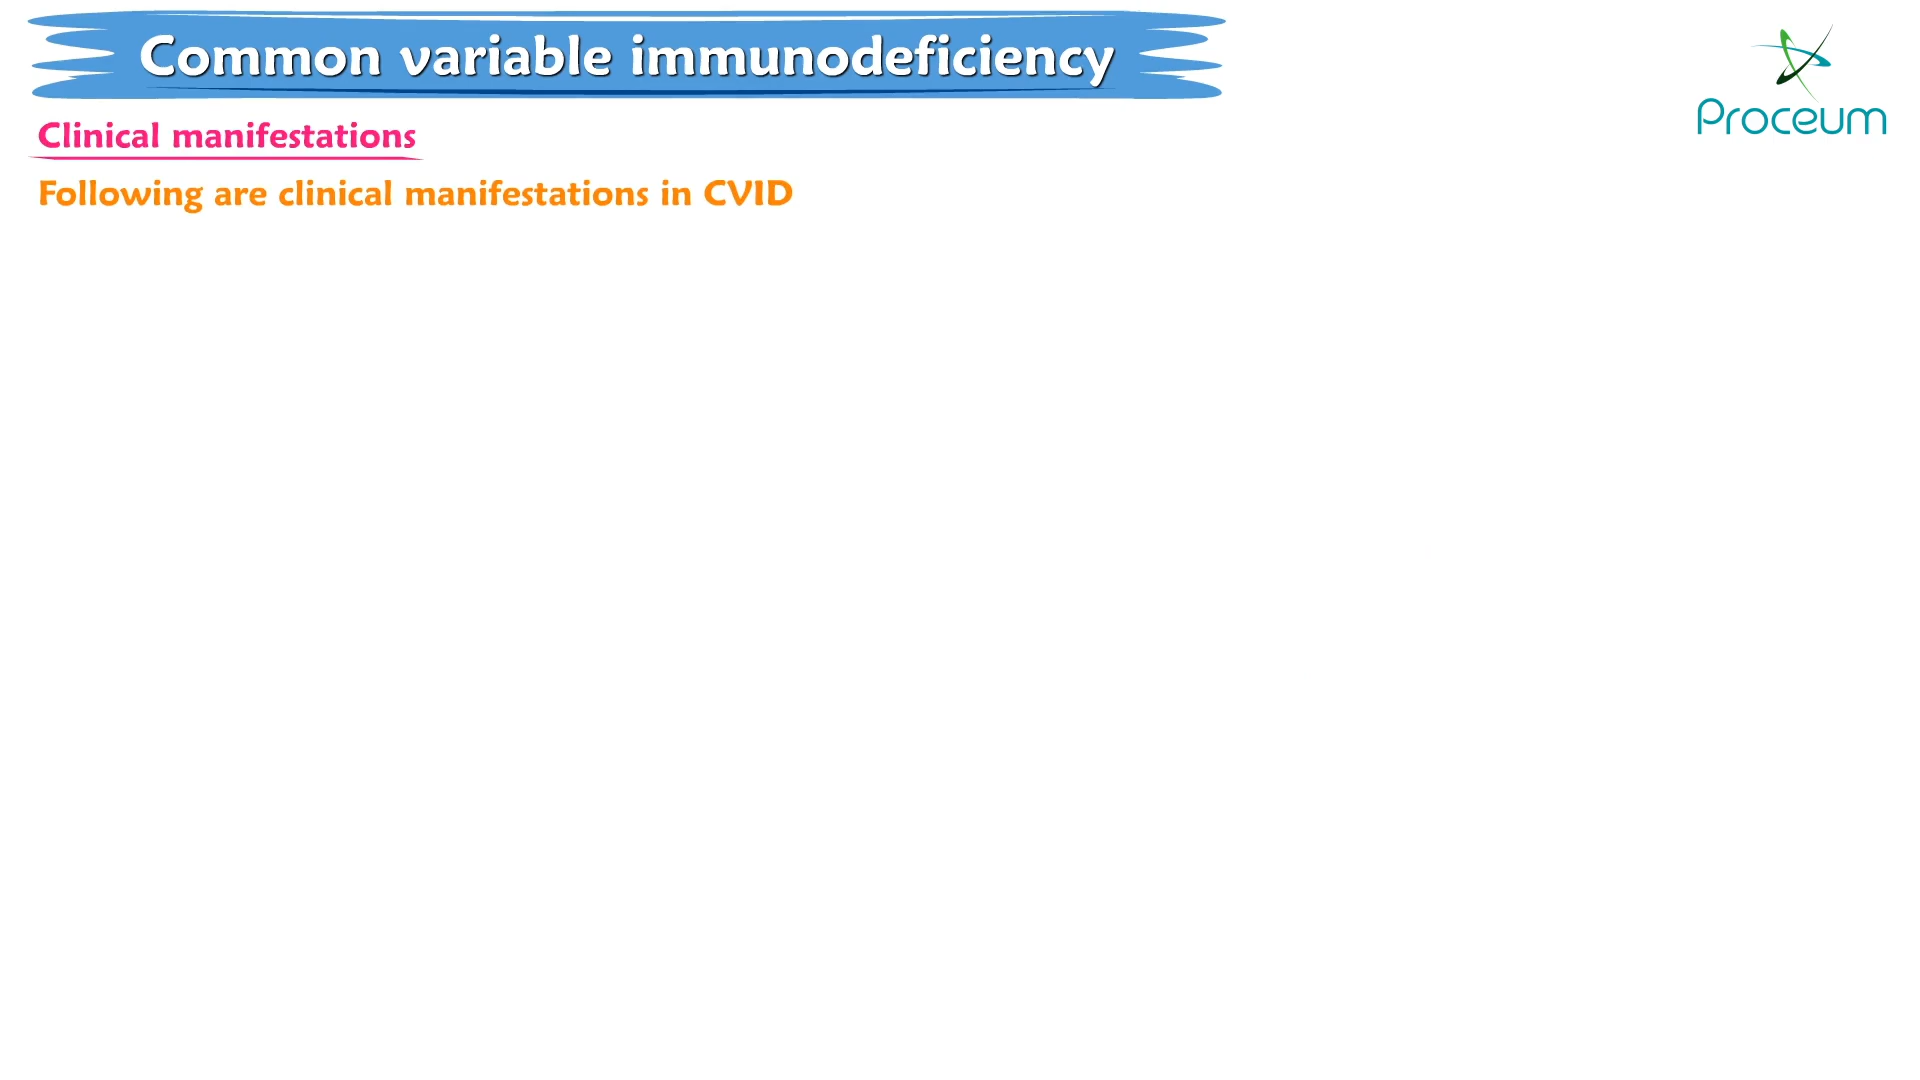 Common variable immunodeficiency
Proceum
Clinical manifestations
Following are clinical manifestations in CVID